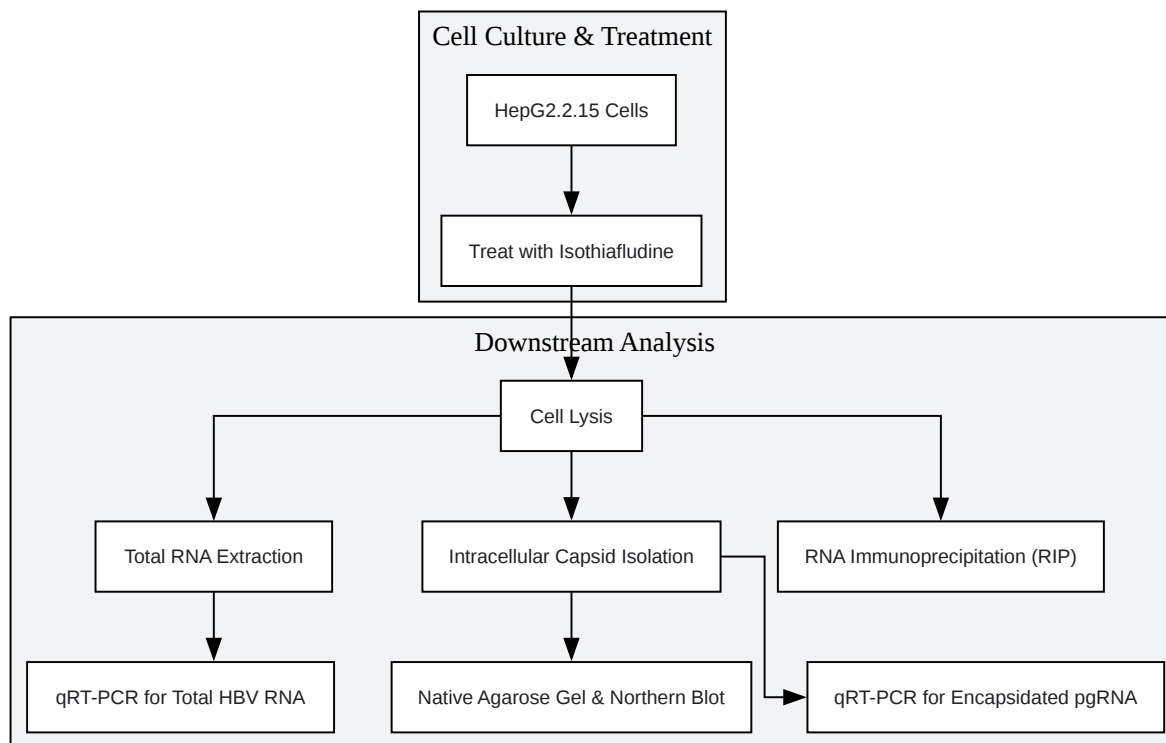 Cell Culture & Treatment
HepG2.2.15 Cells
Treat with Isothiafludine
Downstream Analysis
Cell Lysis
Total RNA Extraction
Intracellular Capsid Isolation
RNA Immunoprecipitation (RIP)
qRT-PCR for Total HBV RNA
Native Agarose Gel & Northern Blot
qRT-PCR for Encapsidated pgRNA